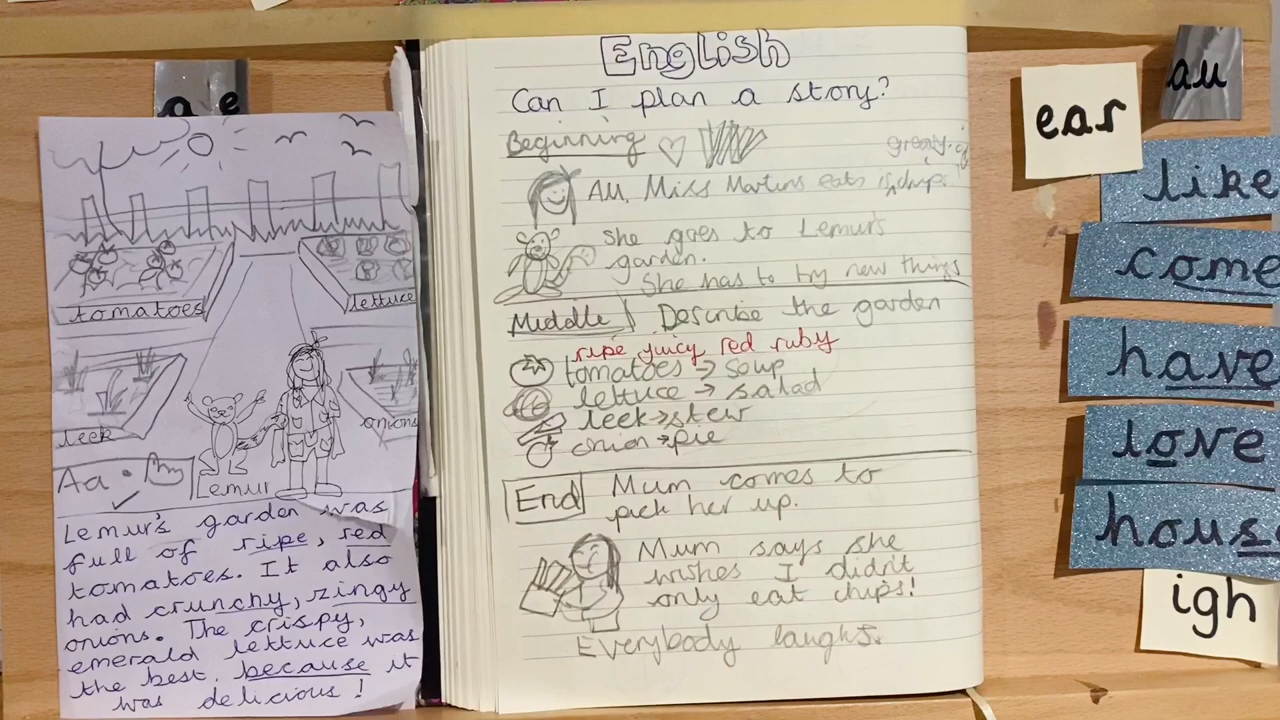 a e
tomatoes
lettuce
leek
onions
Aa.
Lemur
Lemur's garden was
full of ripe, red
tomatoes. It also
had crunchy, zingy
onions. The crispy,
emerald lettuce was
the best, because it
was delicious!
English
Can I plan a story?
Beginning
All Miss Martins eats is chips.
She goes to Lemur's
garden.
She has to try new things
Middle Describe the garden
ripe juicy red ruby
tomatoes → soup
lettuce → salad
leek → stew
onion → pie
End Mum comes to
pick her up.
Mum says she
wishes I didn't
only eat chips!
Everybody laughs.
ear
au
like
come
have
love
hous
igh